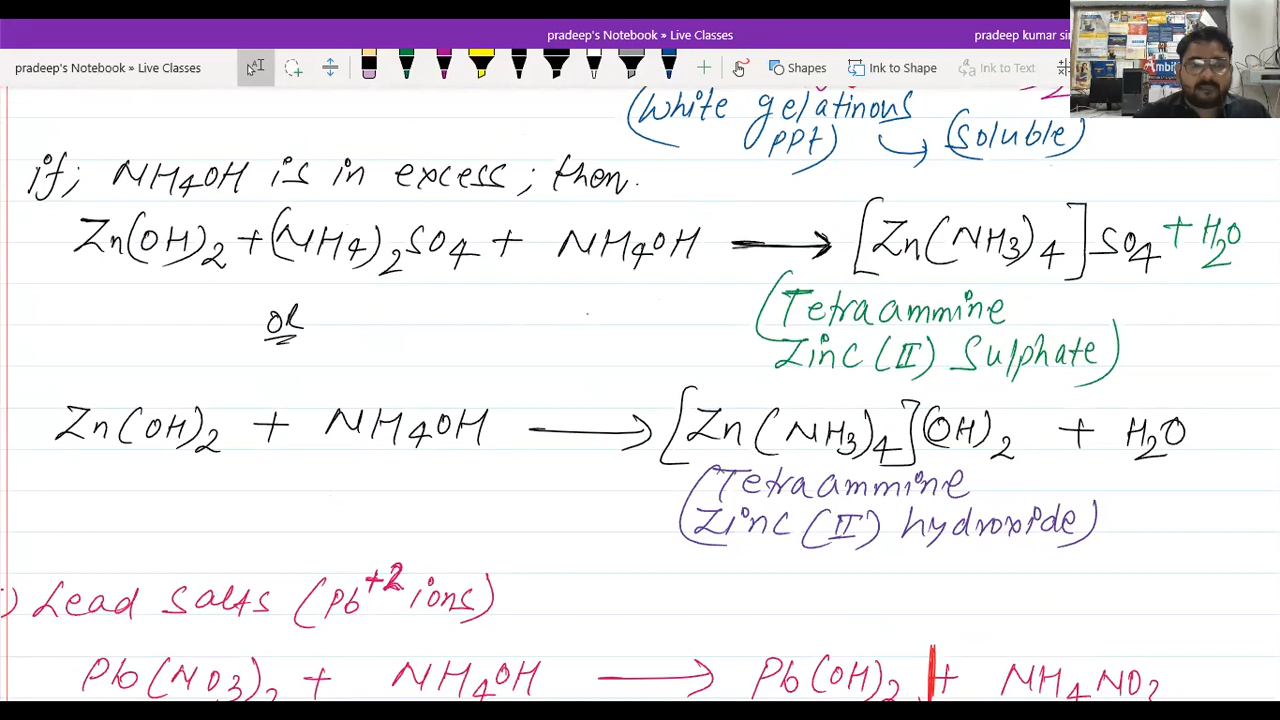 pradeep's Notebook » Live Classes
pradeep kumar si
pradeep's Notebook » Live Classes
Shapes
Ink to Shape
Ink to Text
Ambi
(White gelatinous ppt) (soluble)
if; NH4OH is in excess; then.
Zn(OH)2 + (NH4)2SO4 + NH4OH → [Zn(NH3)4]SO4 + H2O
(Tetraammine
Zinc (II) Sulphate)
OR
Zn(OH)2 + NH4OH → [Zn(NH3)4](OH)2 + H2O
(Tetraammine
Zinc (II) hydroxide)
) Lead salts (Pb+2 ions)
Pb(NO3)2 + NH4OH → Pb(OH)2 + NH4NO3